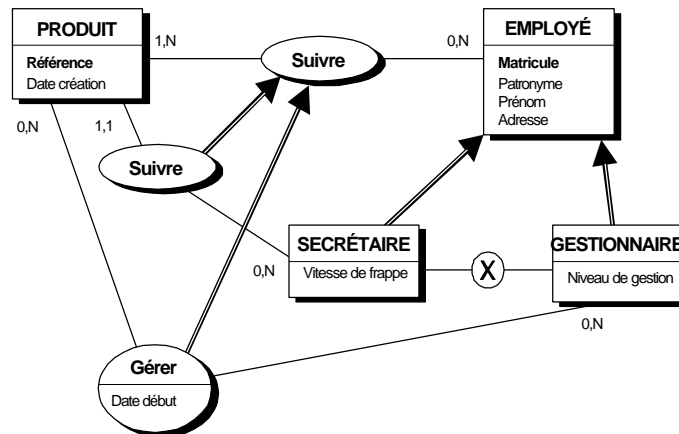 PRODUIT
Référence
Date création
1,N
Suivre
0,N
EMPLOYÉ
Matricule
Patronyme
Prénom
Adresse
0,N
1,1
Suivre
SECRÉTAIRE
Vitesse de frappe
0,N
X
GESTIONNAIRE
Niveau de gestion
0,N
Gérer
Date début